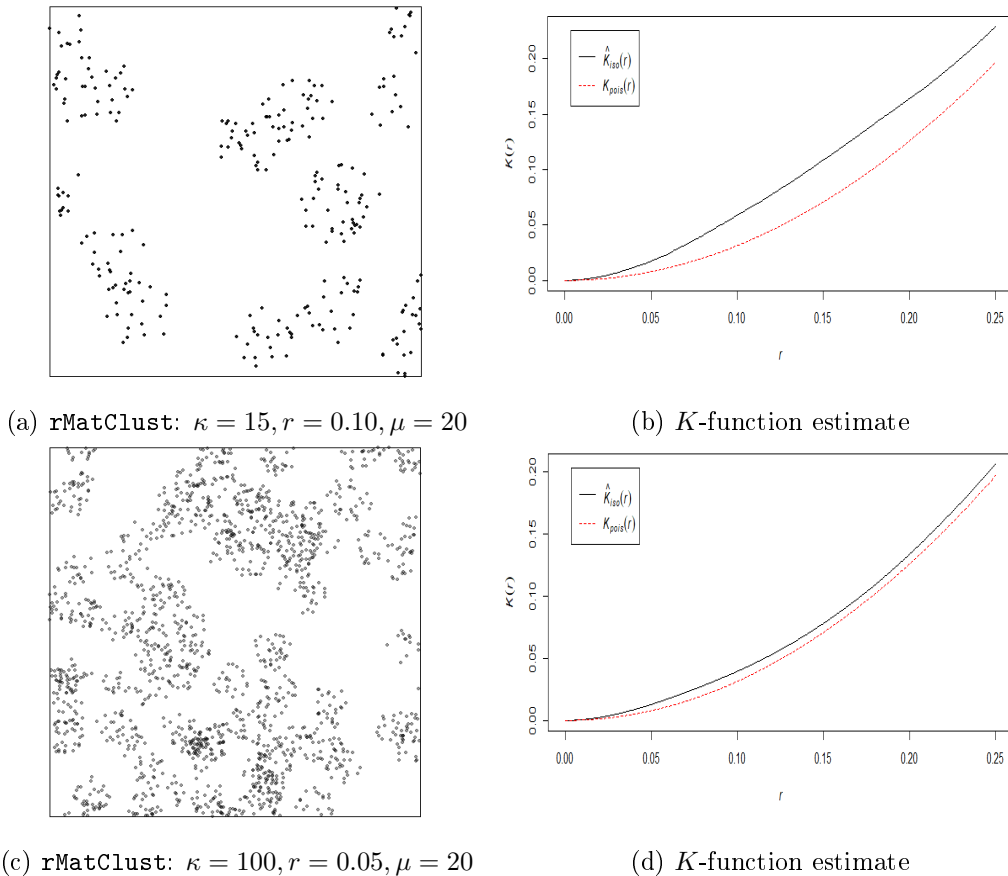 K̂iso(r)
Kpois(r)
K(r)
0.00 0.05 0.10 0.15 0.20
0.00 0.05 0.10 0.15 0.20 0.25
r
(a) rMatClust: κ = 15, r = 0.10, μ = 20
(b) K-function estimate
K̂iso(r)
Kpois(r)
K(r)
0.00 0.05 0.10 0.15 0.20
0.00 0.05 0.10 0.15 0.20 0.25
r
(c) rMatClust: κ = 100, r = 0.05, μ = 20
(d) K-function estimate